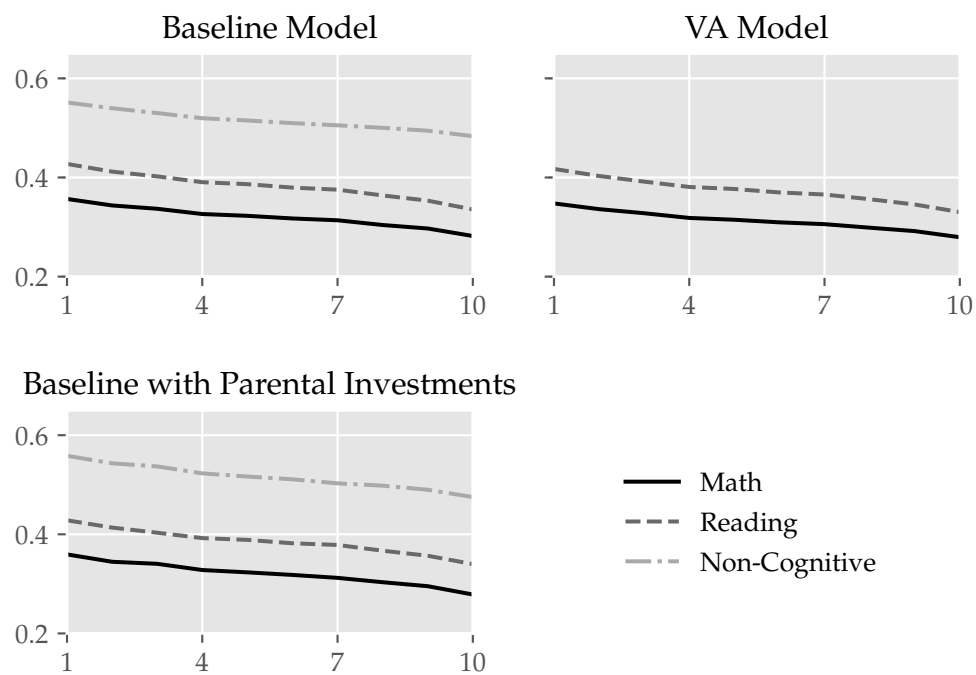 Baseline Model
VA Model
0.6
0.4
0.2
1 4 7 10
1 4 7 10
Baseline with Parental Investments
0.6
0.4
0.2
1 4 7 10
Math
Reading
Non-Cognitive